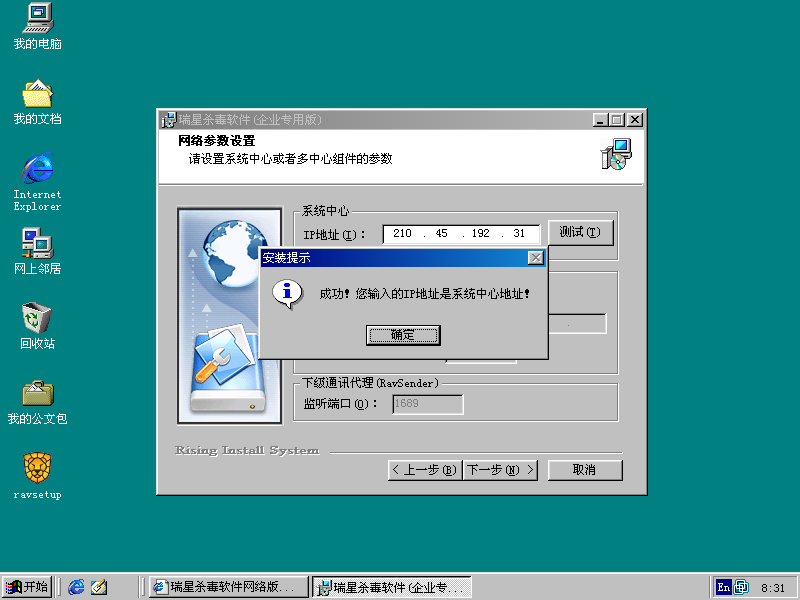 我的电脑
我的文档
Internet
Explorer
网上邻居
回收站
我的公文包
ravsetup
瑞星杀毒软件(企业专用版)
网络参数设置
请设置系统中心或者多中心组件的参数
系统中心
IP地址(I):
210 . 45 . 192 . 31
测试(T)
安装提示
成功! 您输入的IP地址是系统中心地址!
确定
下级通讯代理(RavSender)
监听端口(O):
1689
Rising Install System
< 上一步(B)
下一步(N) >
取消
开始
瑞星杀毒软件网络版...
瑞星杀毒软件(企业专...
En
8:31